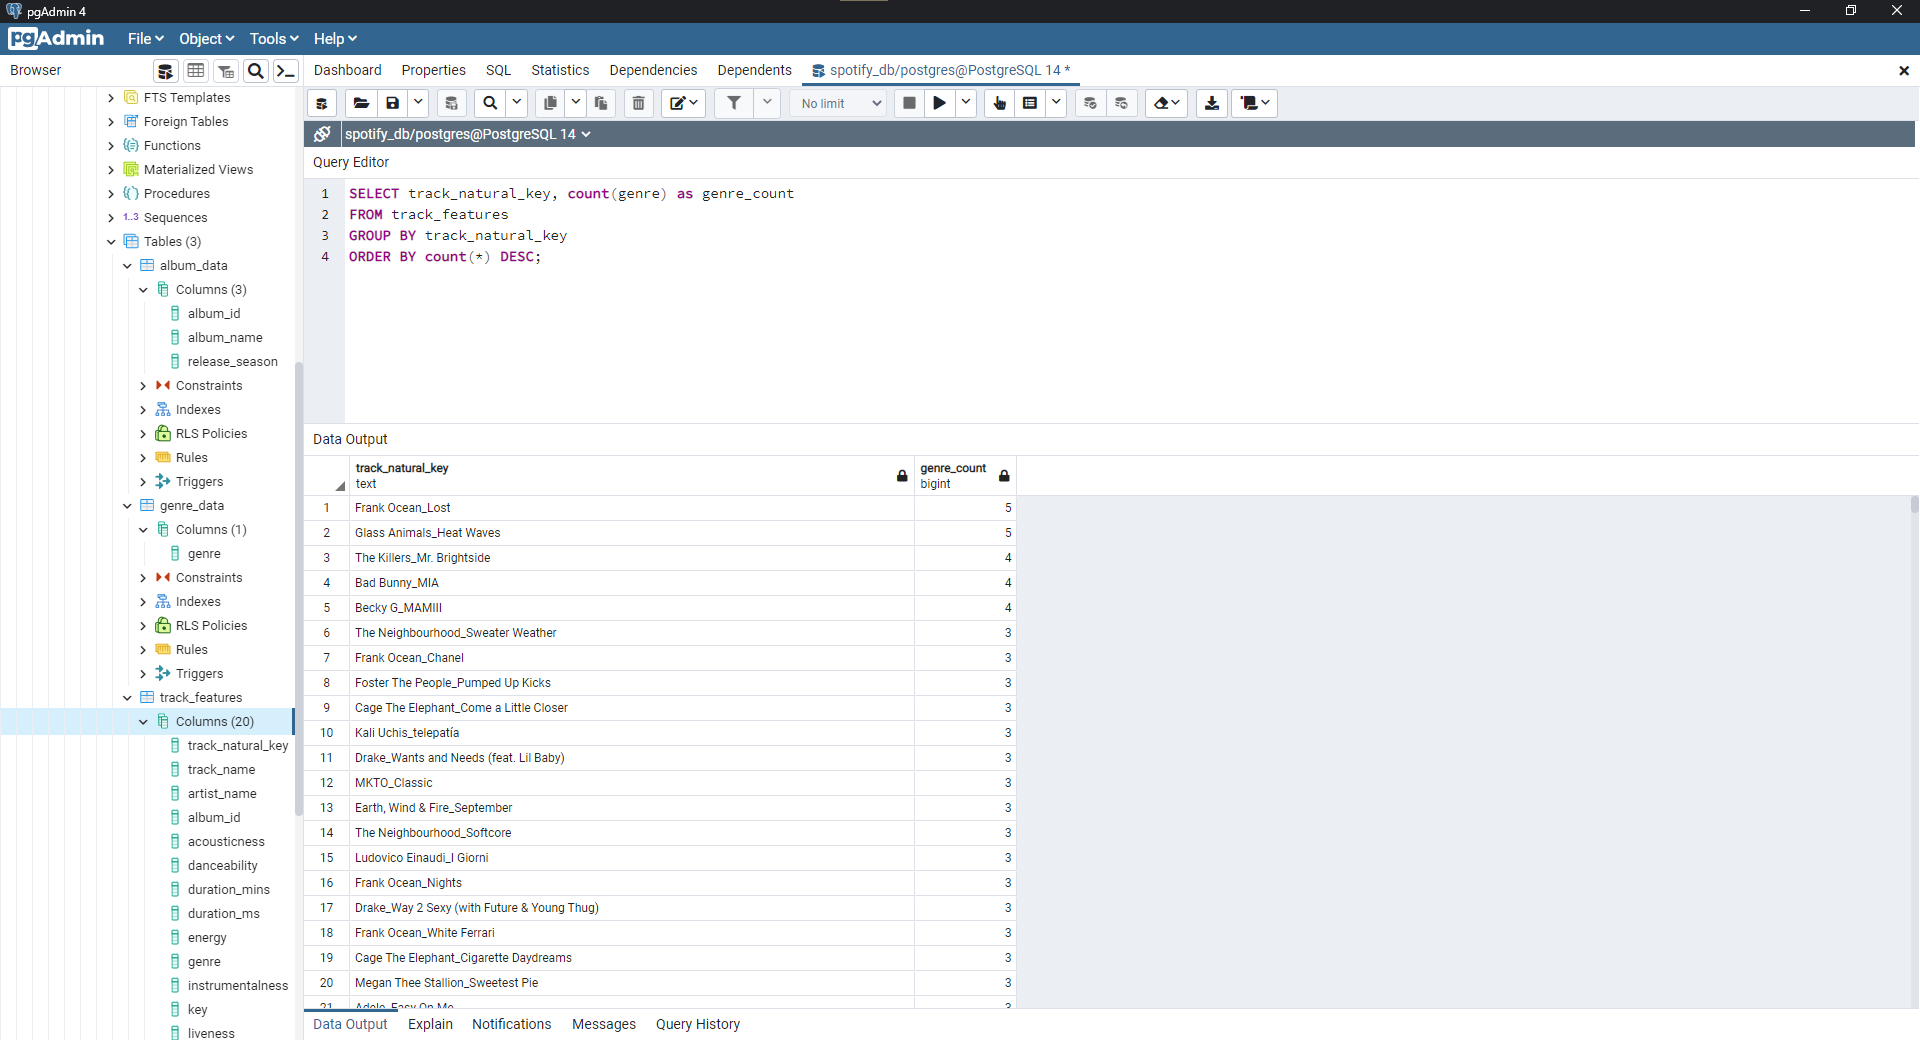 pgAdmin 4
pgAdmin File Object Tools Help
Browser
Dashboard Properties SQL Statistics Dependencies Dependents spotify_db/postgres@PostgreSQL 14 *
No limit
spotify_db/postgres@PostgreSQL 14
Query Editor
1 SELECT track_natural_key, count(genre) as genre_count
2 FROM track_features
3 GROUP BY track_natural_key
4 ORDER BY count(*) DESC;
FTS Templates
Foreign Tables
Functions
Materialized Views
Procedures
1..3 Sequences
Tables (3)
album_data
Columns (3)
album_id
album_name
release_season
Constraints
Indexes
RLS Policies
Rules
Triggers
genre_data
Columns (1)
genre
Constraints
Indexes
RLS Policies
Rules
Triggers
track_features
Columns (20)
track_natural_key
track_name
artist_name
album_id
acousticness
danceability
duration_mins
duration_ms
energy
genre
instrumentalness
key
liveness
Data Output
track_natural_key genre_count
text bigint
1 Frank Ocean_Lost 5
2 Glass Animals_Heat Waves 5
3 The Killers_Mr. Brightside 4
4 Bad Bunny_MIA 4
5 Becky G_MAMIII 4
6 The Neighbourhood_Sweater Weather 3
7 Frank Ocean_Chanel 3
8 Foster The People_Pumped Up Kicks 3
9 Cage The Elephant_Come a Little Closer 3
10 Kali Uchis_telepatía 3
11 Drake_Wants and Needs (feat. Lil Baby) 3
12 MKTO_Classic 3
13 Earth, Wind & Fire_September 3
14 The Neighbourhood_Softcore 3
15 Ludovico Einaudi_I Giorni 3
16 Frank Ocean_Nights 3
17 Drake_Way 2 Sexy (with Future & Young Thug) 3
18 Frank Ocean_White Ferrari 3
19 Cage The Elephant_Cigarette Daydreams 3
20 Megan Thee Stallion_Sweetest Pie 3
21 Adele_Easy On Me 3
Data Output Explain Notifications Messages Query History